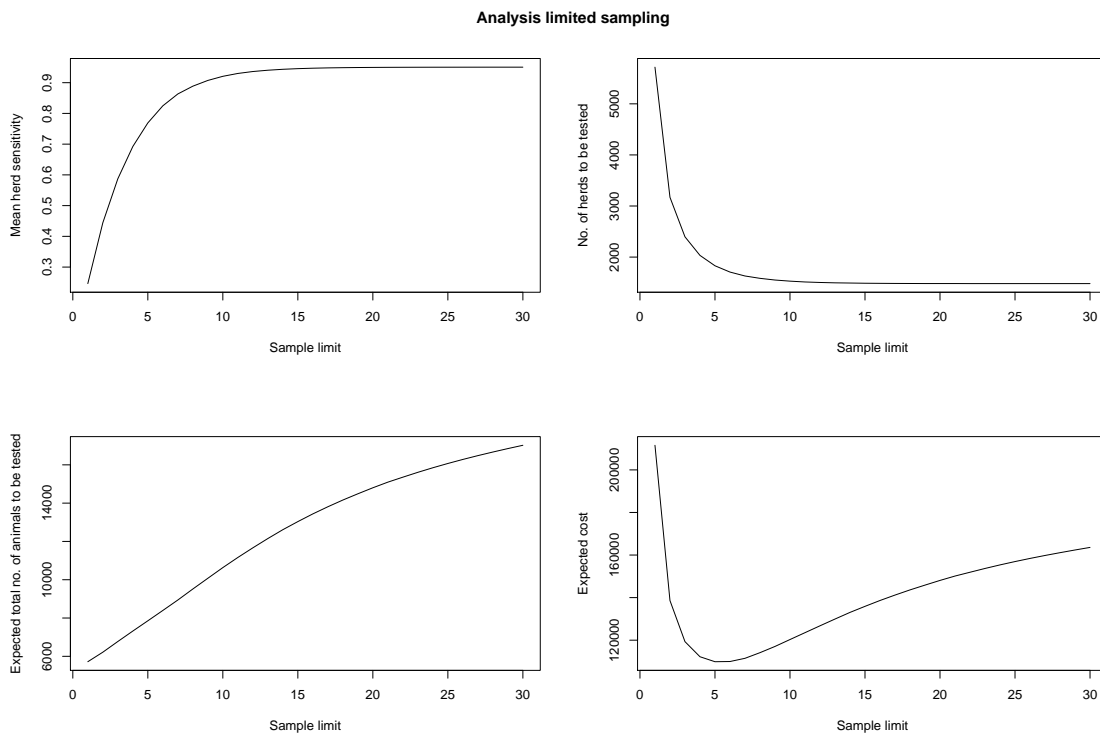 Analysis limited sampling
Mean herd sensitivity
0.3 0.4 0.5 0.6 0.7 0.8 0.9
0 5 10 15 20 25 30
Sample limit
No. of herds to be tested
2000 3000 4000 5000
0 5 10 15 20 25 30
Sample limit
Expected total no. of animals to be tested
6000 10000 14000
0 5 10 15 20 25 30
Sample limit
Expected cost
120000 160000 200000
0 5 10 15 20 25 30
Sample limit